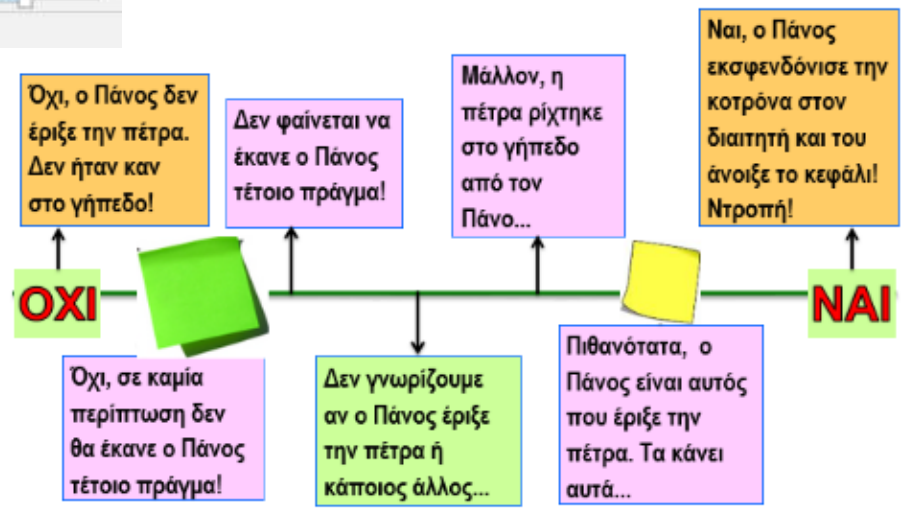 Όχι, ο Πάνος δεν
έριξε την πέτρα.
Δεν ήταν καν
στο γήπεδο!
Δεν φαίνεται να
έκανε ο Πάνος
τέτοιο πράγμα!
Μάλλον, η
πέτρα ρίχτηκε
στο γήπεδο
από τον
Πάνο...
Ναι, ο Πάνος
εκσφενδόνισε την
κοτρόνα στον
διαιτητή και του
άνοιξε το κεφάλι!
Ντροπή!
ΟΧΙ
ΝΑΙ
Όχι, σε καμία
περίπτωση δεν
θα έκανε ο Πάνος
τέτοιο πράγμα!
Δεν γνωρίζουμε
αν ο Πάνος έριξε
την πέτρα ή
κάποιος άλλος...
Πιθανότατα, ο
Πάνος είναι αυτός
που έριξε την
πέτρα. Τα κάνει
αυτά...